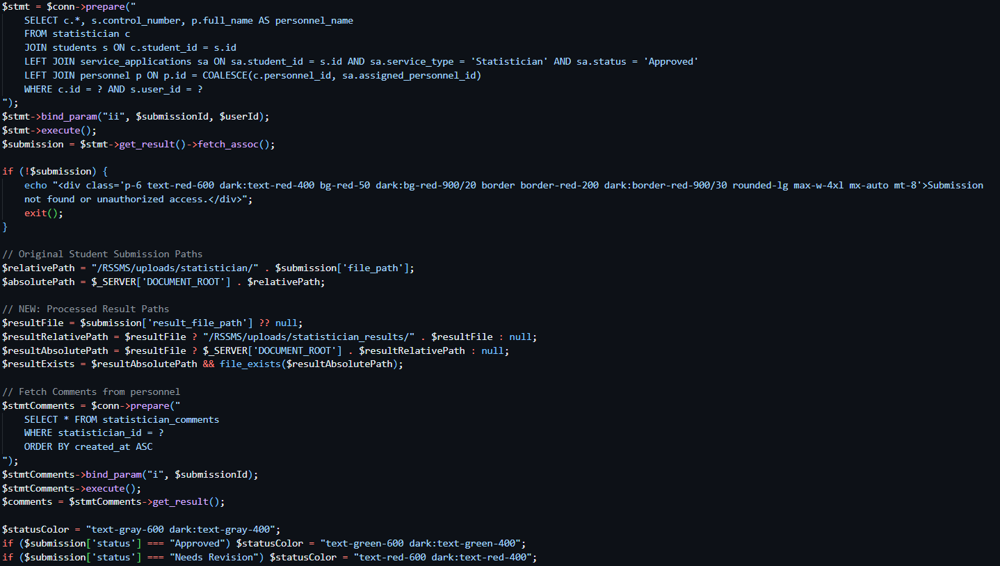 $stmt = $conn->prepare("
    SELECT c.*, s.control_number, p.full_name AS personnel_name
    FROM statistician c
    JOIN students s ON c.student_id = s.id
    LEFT JOIN service_applications sa ON sa.student_id = s.id AND sa.service_type = 'Statistician' AND sa.status = 'Approved'
    LEFT JOIN personnel p ON p.id = COALESCE(c.personnel_id, sa.assigned_personnel_id)
    WHERE c.id = ? AND s.user_id = ?
");
$stmt->bind_param("ii", $submissionId, $userId);
$stmt->execute();
$submission = $stmt->get_result()->fetch_assoc();

if (!$submission) {
    echo "<div class='p-6 text-red-600 dark:text-red-400 bg-red-50 dark:bg-red-900/20 border border-red-200 dark:border-red-900/30 rounded-lg max-w-4xl mx-auto mt-8'>Submission
    not found or unauthorized access.</div>";
    exit();
}

// Original Student Submission Paths
$relativePath = "/RSSMS/uploads/statistician/" . $submission['file_path'];
$absolutePath = $_SERVER['DOCUMENT_ROOT'] . $relativePath;

// NEW: Processed Result Paths
$resultFile = $submission['result_file_path'] ?? null;
$resultRelativePath = $resultFile ? "/RSSMS/uploads/statistician_results/" . $resultFile : null;
$resultAbsolutePath = $resultFile ? $_SERVER['DOCUMENT_ROOT'] . $resultRelativePath : null;
$resultExists = $resultAbsolutePath && file_exists($resultAbsolutePath);

// Fetch Comments from personnel
$stmtComments = $conn->prepare("
    SELECT * FROM statistician_comments
    WHERE statistician_id = ?
    ORDER BY created_at ASC
");
$stmtComments->bind_param("i", $submissionId);
$stmtComments->execute();
$comments = $stmtComments->get_result();

$statusColor = "text-gray-600 dark:text-gray-400";
if ($submission['status'] === "Approved") $statusColor = "text-green-600 dark:text-green-400";
if ($submission['status'] === "Needs Revision") $statusColor = "text-red-600 dark:text-red-400";